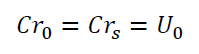 Cr₀ = Crₛ = U₀